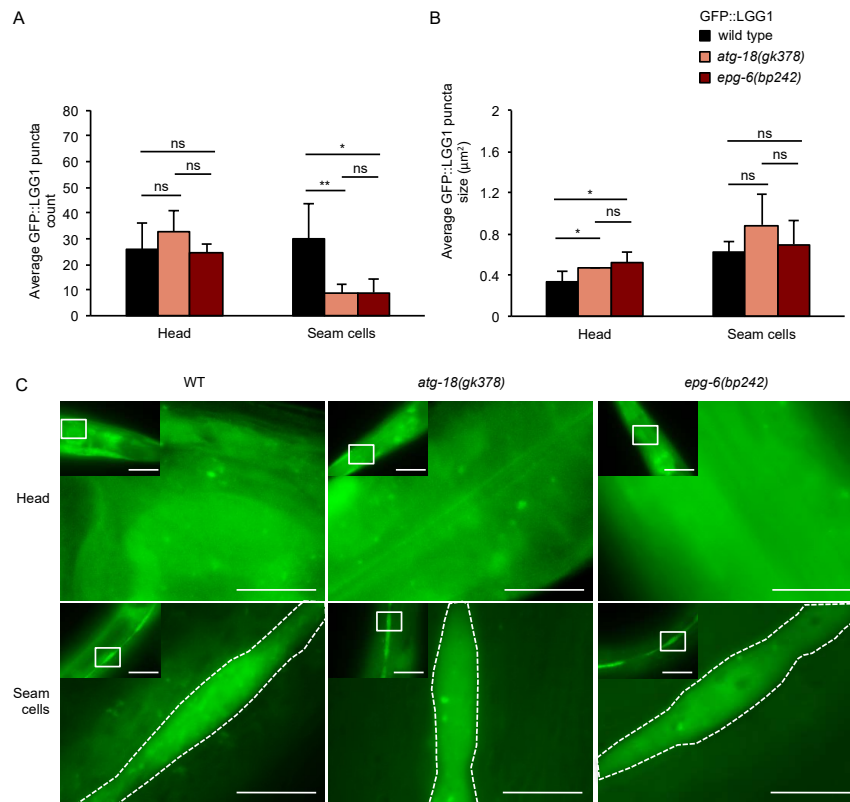 A
B
GFP::LGG1
wild type
atg-18(gk378)
epg-6(bp242)
Average GFP::LGG1 puncta
count
80
70
60
50
40
30
20
10
0
ns
ns
ns
*
**
ns
Head
Seam cells
Average GFP::LGG1 puncta
size (µm²)
2
1.6
1.2
0.8
0.4
0
*
*
ns
ns
ns
ns
Head
Seam cells
C
WT
atg-18(gk378)
epg-6(bp242)
Head
Seam
cells